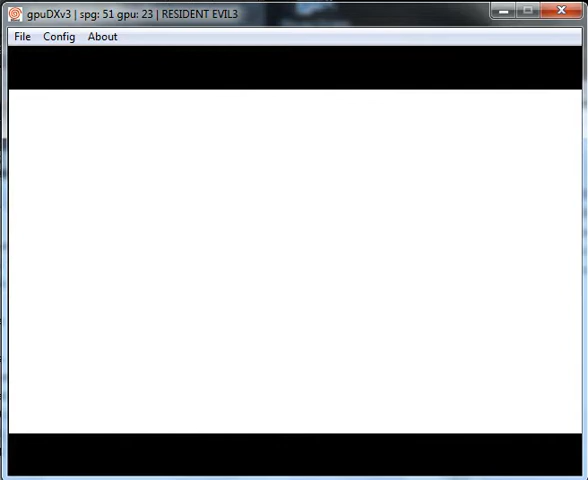 gpuDXv3 | spg: 51 gpu: 23 | RESIDENT EVIL3
File Config About